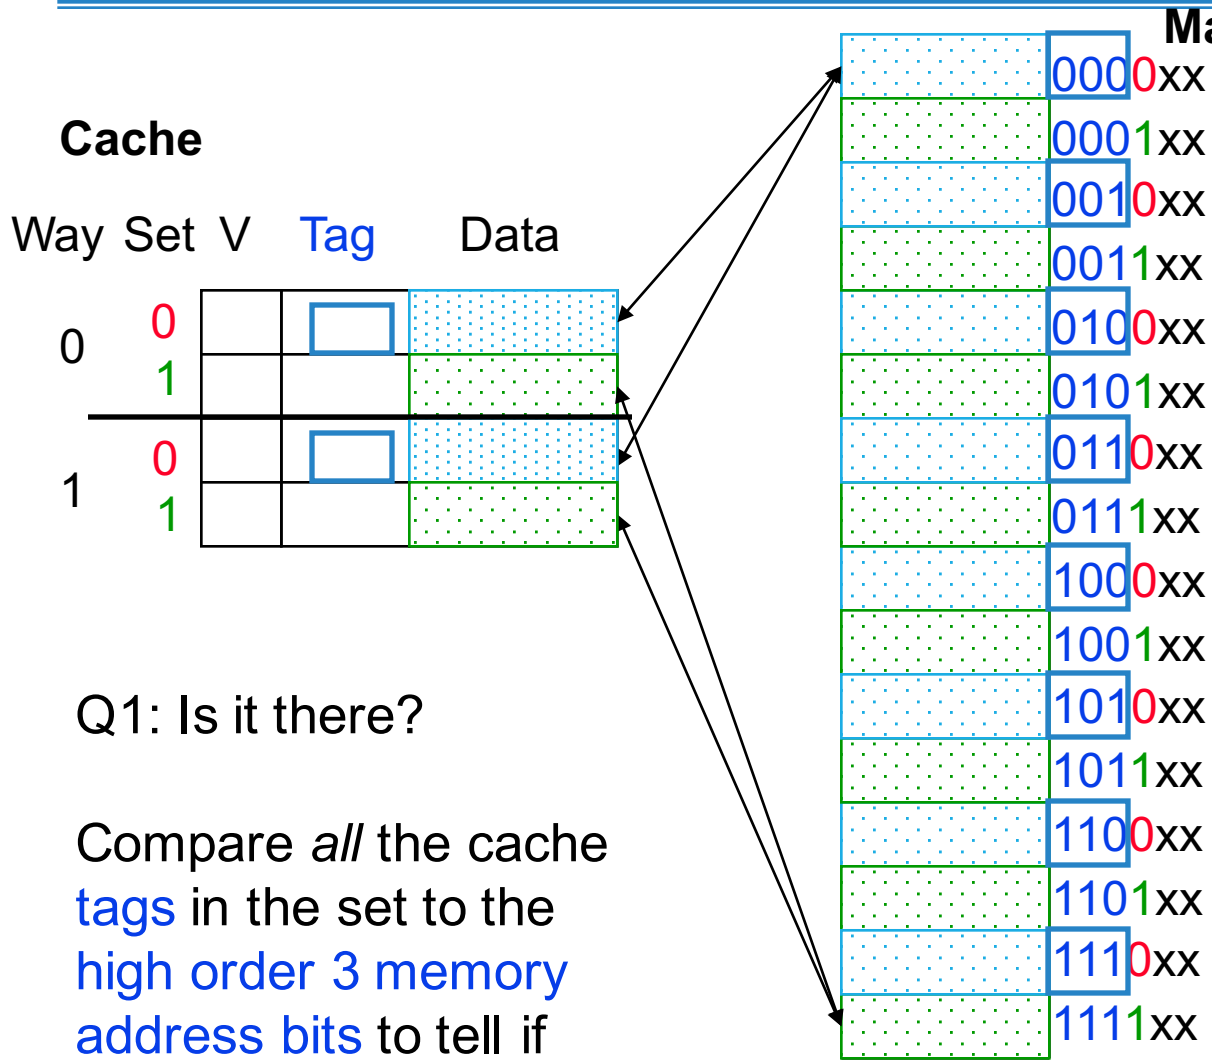 Ma
Cache
Way Set V Tag Data
0 0
1
1 0
1
0000xx
0001xx
0010xx
0011xx
0100xx
0101xx
0110xx
0111xx
1000xx
1001xx
1010xx
1011xx
1100xx
1101xx
1110xx
1111xx
Q1: Is it there?
Compare all the cache
tags in the set to the
high order 3 memory
address bits to tell if